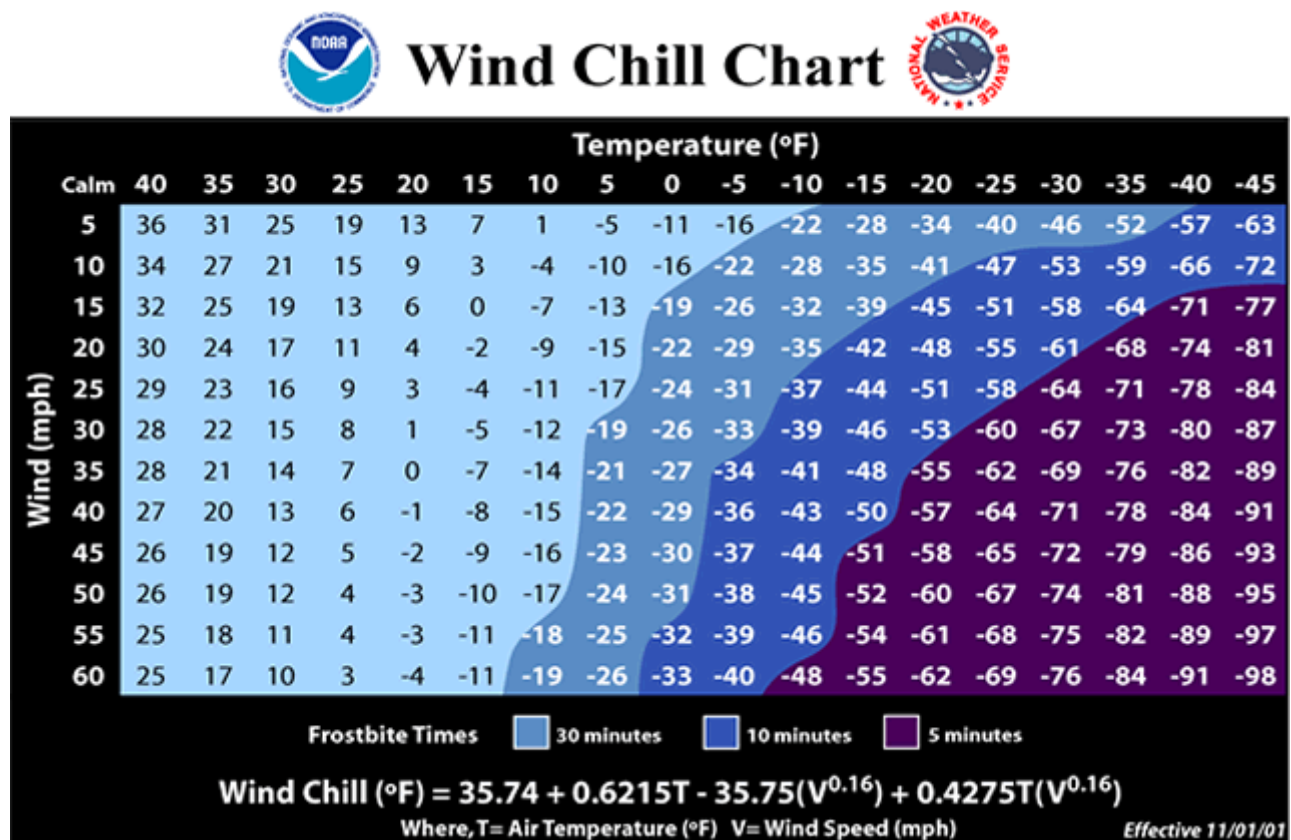 NOAA
NATIONAL OCEANIC AND ATMOSPHERIC ADMINISTRATION
U.S. DEPARTMENT OF COMMERCE
Wind Chill Chart
NATIONAL WEATHER SERVICE
Temperature (ºF)
Calm 40 35 30 25 20 15 10 5 0 -5 -10 -15 -20 -25 -30 -35 -40 -45
Wind (mph)
5 36 31 25 19 13 7 1 -5 -11 -16 -22 -28 -34 -40 -46 -52 -57 -63
10 34 27 21 15 9 3 -4 -10 -16 -22 -28 -35 -41 -47 -53 -59 -66 -72
15 32 25 19 13 6 0 -7 -13 -19 -26 -32 -39 -45 -51 -58 -64 -71 -77
20 30 24 17 11 4 -2 -9 -15 -22 -29 -35 -42 -48 -55 -61 -68 -74 -81
25 29 23 16 9 3 -4 -11 -17 -24 -31 -37 -44 -51 -58 -64 -71 -78 -84
30 28 22 15 8 1 -5 -12 -19 -26 -33 -39 -46 -53 -60 -67 -73 -80 -87
35 28 21 14 7 0 -7 -14 -21 -27 -34 -41 -48 -55 -62 -69 -76 -82 -89
40 27 20 13 6 -1 -8 -15 -22 -29 -36 -43 -50 -57 -64 -71 -78 -84 -91
45 26 19 12 5 -2 -9 -16 -23 -30 -37 -44 -51 -58 -65 -72 -79 -86 -93
50 26 19 12 4 -3 -10 -17 -24 -31 -38 -45 -52 -60 -67 -74 -81 -88 -95
55 25 18 11 4 -3 -11 -18 -25 -32 -39 -46 -54 -61 -68 -75 -82 -89 -97
60 25 17 10 3 -4 -11 -19 -26 -33 -40 -48 -55 -62 -69 -76 -84 -91 -98
Frostbite Times 30 minutes 10 minutes 5 minutes
Wind Chill (ºF) = 35.74 + 0.6215T - 35.75(V^0.16) + 0.4275T(V^0.16)
Where, T= Air Temperature (ºF) V= Wind Speed (mph)
Effective 11/01/01